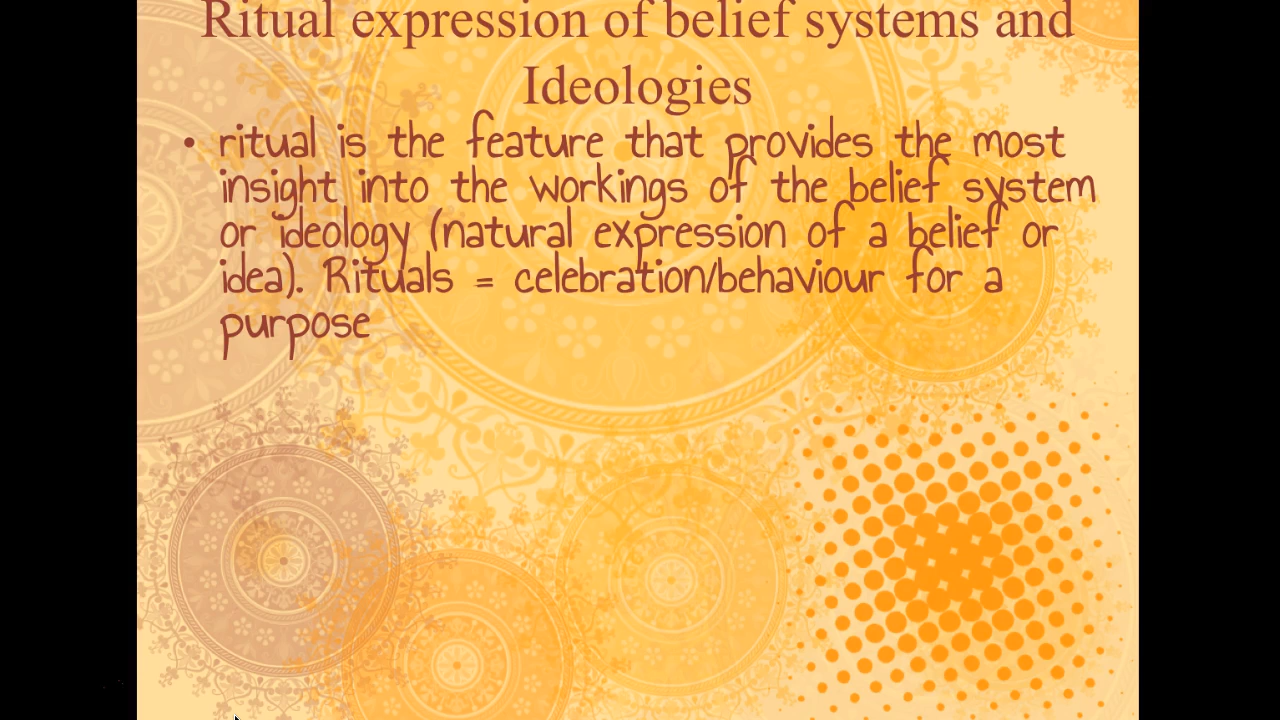 Ritual expression of belief systems and
Ideologies
• ritual is the feature that provides the most
insight into the workings of the belief system
or ideology (natural expression of a belief or
idea). Rituals = celebration/behaviour for a
purpose